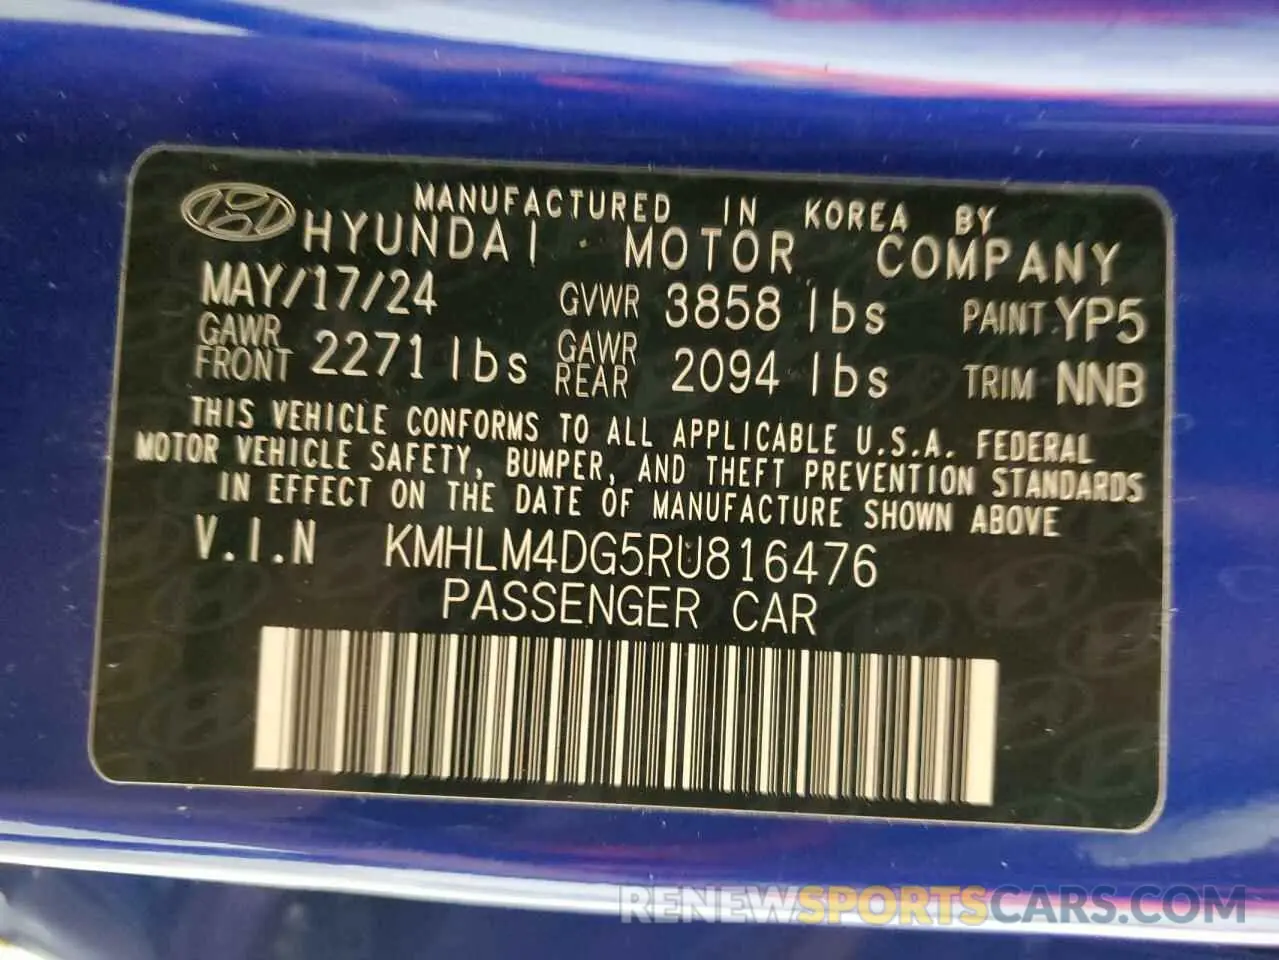 MANUFACTURED IN KOREA BY
HYUNDAI MOTOR COMPANY
MAY/17/24 GVWR 3858 lbs PAINT YP5
GAWR FRONT 2271 lbs GAWR REAR 2094 lbs TRIM NNB
THIS VEHICLE CONFORMS TO ALL APPLICABLE U.S.A. FEDERAL
MOTOR VEHICLE SAFETY, BUMPER, AND THEFT PREVENTION STANDARDS
IN EFFECT ON THE DATE OF MANUFACTURE SHOWN ABOVE
V.I.N KMHLM4DG5RU816476
PASSENGER CAR
RENEWSPORTSCARS.COM